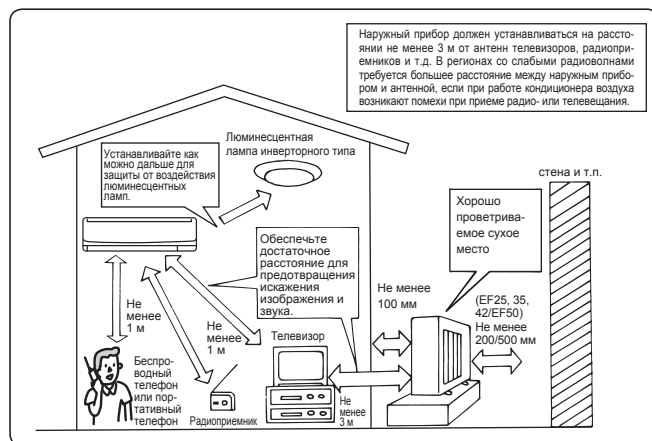 Наружный прибор должен устанавливаться на рассто-
янии не менее 3 м от антенн телевизоров, радиопри-
емников и т.д. В регионах со слабыми радиоволнами
требуется большее расстояние между наружным прибо-
ром и антенной, если при работе кондиционера воздуха
возникают помехи при приеме радио- или телевещания.
Люминесцентная
лампа инверторного типа
Устанавливайте как
можно дальше для
защиты от воздействия
люминесцентных
ламп.
стена и т.п.
Хорошо
проветрива-
емое сухое
место
Обеспечьте
достаточное
расстояние для
предотвращения
искажения
изображения и
звука.
Не менее
100 мм
(EF25, 35,
42/EF50)
Не менее
200/500 мм
Не
менее
1 м
Не
менее
1 м
Телевизор
Беспро-
водный
телефон
или пор-
тативный
телефон
Радиоприемник
Не
менее
3 м